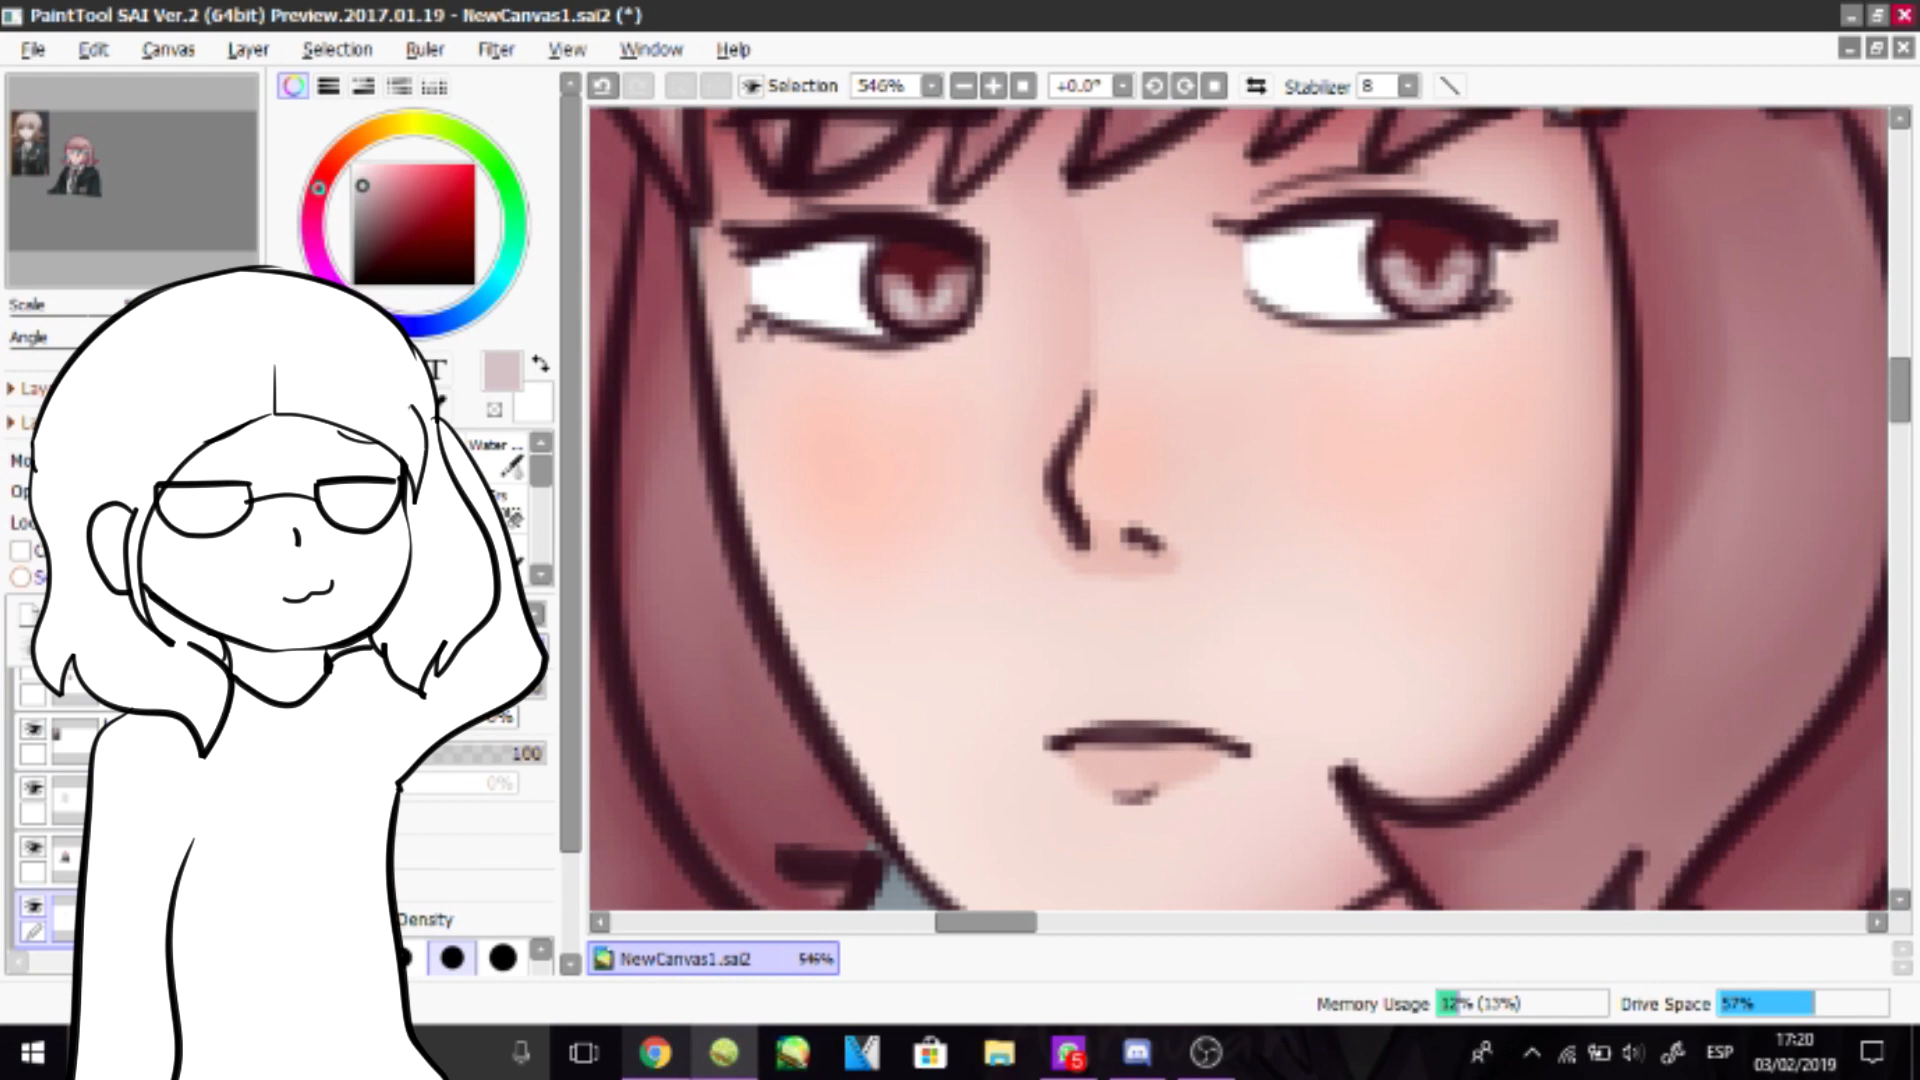 PaintTool SAI Ver.2 (64bit) Preview.2017.01.19 - NewCanvas1.sai2 (*)
File Edit Canvas Layer Selection Ruler Filter View Window Help
Selection 546% +0.0° Stabilizer 8
Scale
Angle
T
Water ..
100
0%
Density
NewCanvas1.sai2 546%
Memory Usage 12% (13%) Drive Space 57%
5
ESP
17:20
03/02/2019